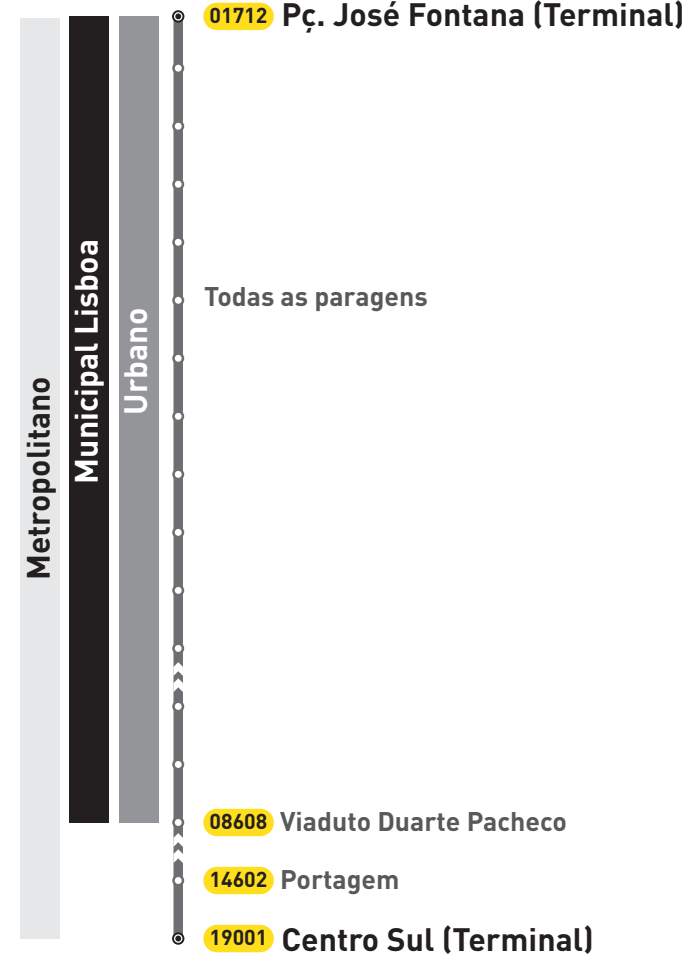 01712 Pç. José Fontana (Terminal)
Metropolitano
Municipal Lisboa
Urbano
Todas as paragens
08608 Viaduto Duarte Pacheco
14602 Portagem
19001 Centro Sul (Terminal)